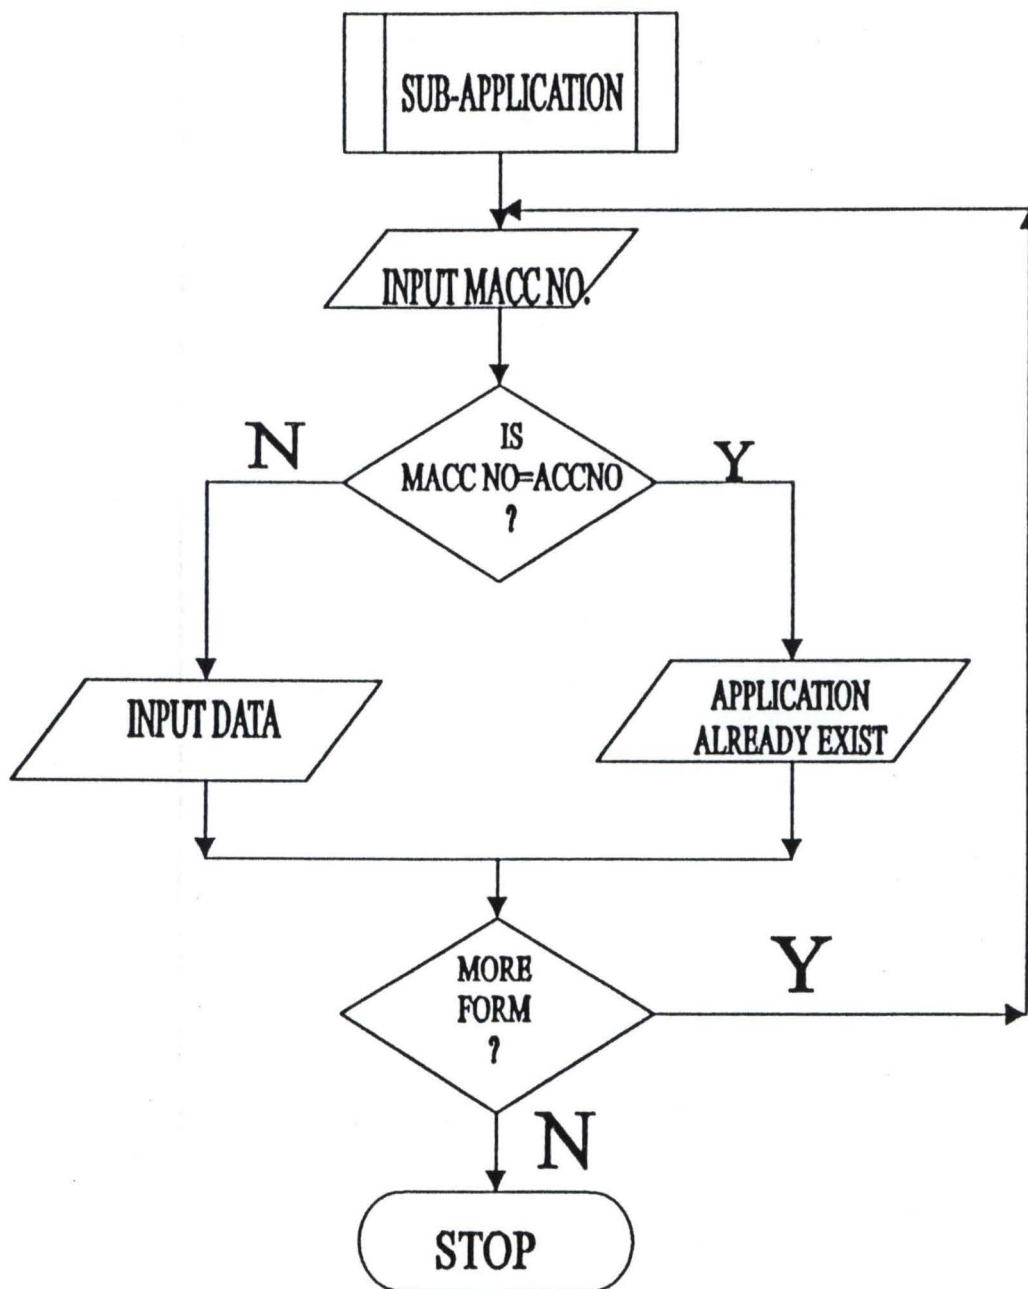 SUB-APPLICATION
INPUT MACC NO.
IS
MACC NO=ACCNO
?
N
Y
INPUT DATA
APPLICATION
ALREADY EXIST
MORE
FORM
?
Y
N
STOP